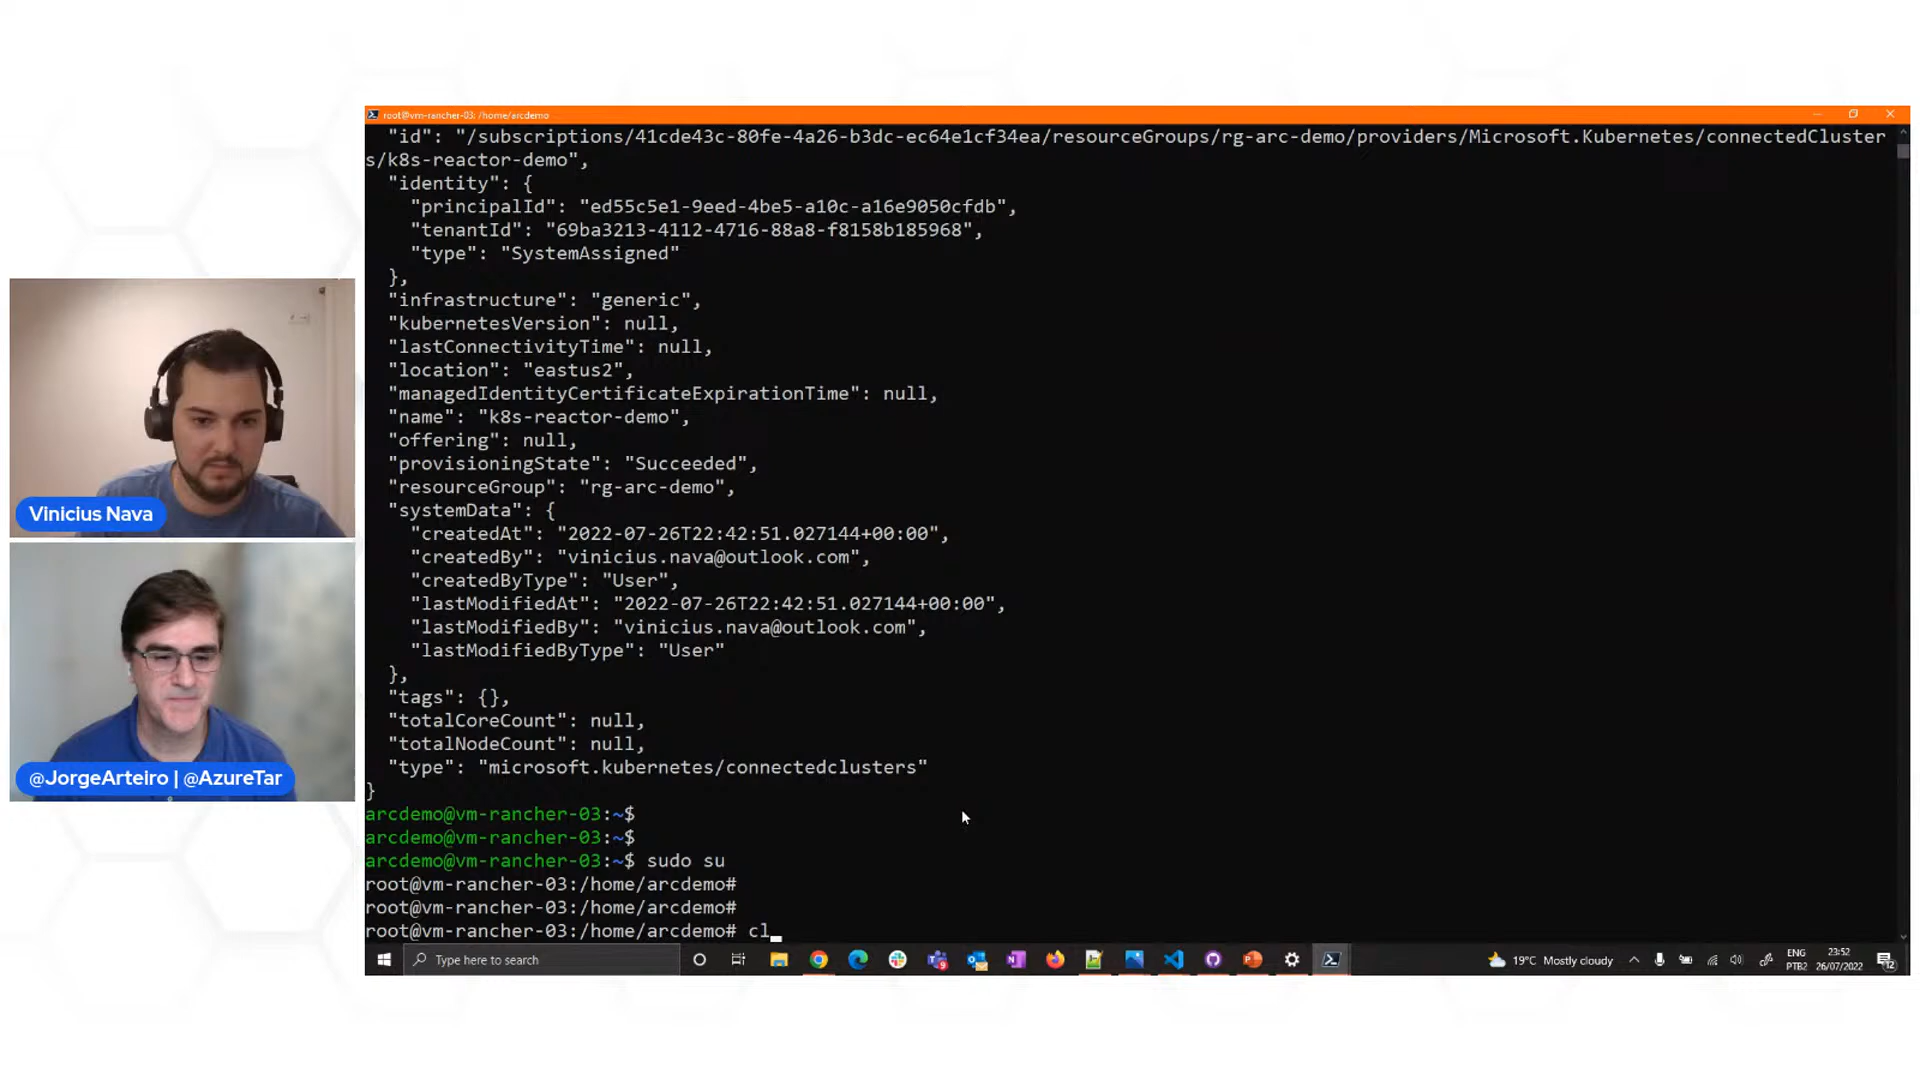 root@vm-rancher-03: /home/arcdemo
"id": "/subscriptions/41cde43c-80fe-4a26-b3dc-ec64e1cf34ea/resourceGroups/rg-arc-demo/providers/Microsoft.Kubernetes/connectedCluster
s/k8s-reactor-demo",
"identity": {
"principalId": "ed55c5e1-9eed-4be5-a10c-a16e9050cfdb",
"tenantId": "69ba3213-4112-4716-88a8-f8158b185968",
"type": "SystemAssigned"
},
"infrastructure": "generic",
"kubernetesVersion": null,
"lastConnectivityTime": null,
"location": "eastus2",
"managedIdentityCertificateExpirationTime": null,
"name": "k8s-reactor-demo",
"offering": null,
"provisioningState": "Succeeded",
"resourceGroup": "rg-arc-demo",
"systemData": {
"createdAt": "2022-07-26T22:42:51.027144+00:00",
"createdBy": "vinicius.nava@outlook.com",
"createdByType": "User",
"lastModifiedAt": "2022-07-26T22:42:51.027144+00:00",
"lastModifiedBy": "vinicius.nava@outlook.com",
"lastModifiedByType": "User"
},
"tags": {},
"totalCoreCount": null,
"totalNodeCount": null,
"type": "microsoft.kubernetes/connectedclusters"
}
arcdemo@vm-rancher-03:~$
arcdemo@vm-rancher-03:~$
arcdemo@vm-rancher-03:~$ sudo su
root@vm-rancher-03:/home/arcdemo#
root@vm-rancher-03:/home/arcdemo#
root@vm-rancher-03:/home/arcdemo# cl
Vinicius Nava
@JorgeArteiro | @AzureTar
Type here to search
19°C Mostly cloudy
ENG
PTB2
23:52
26/07/2022
12